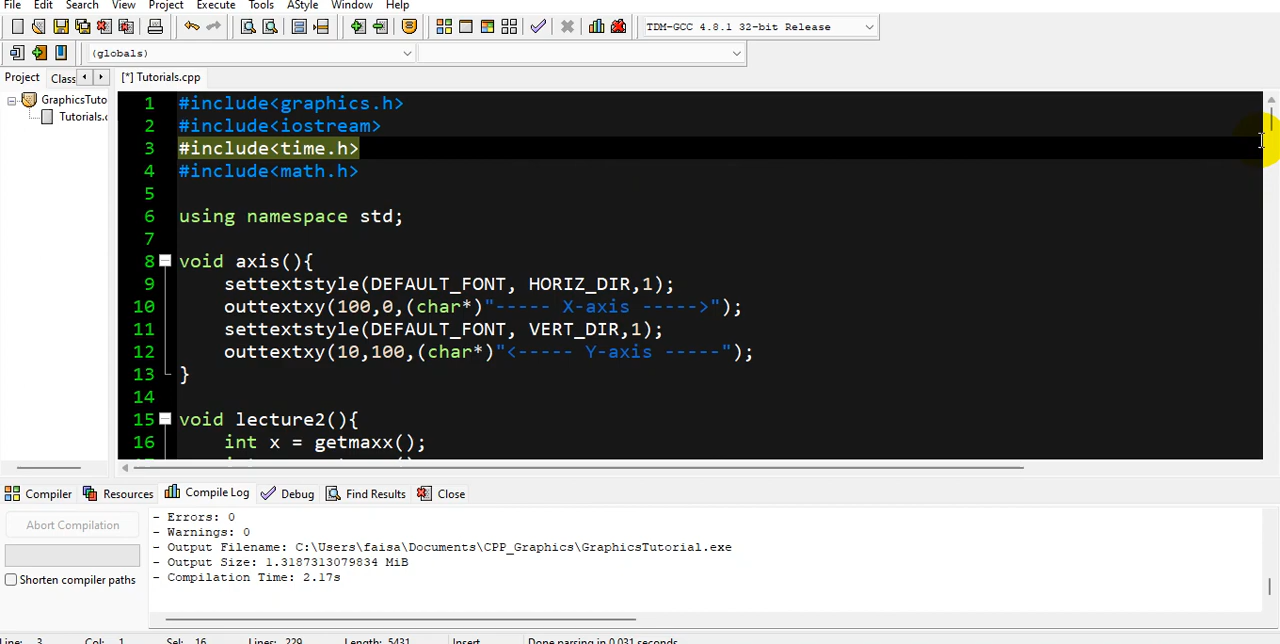 File Edit Search View Project Execute Tools AStyle Window Help
TDM-GCC 4.8.1 32-bit Release
(globals)
Project Class [*] Tutorials.cpp
GraphicsTuto
Tutorials.c
1 #include<graphics.h>
2 #include<iostream>
3 #include<time.h>
4 #include<math.h>
5
6 using namespace std;
7
8 void axis(){
9 settextstyle(DEFAULT_FONT, HORIZ_DIR,1);
10 outtextxy(100,0,(char*)"----- X-axis ----->");
11 settextstyle(DEFAULT_FONT, VERT_DIR,1);
12 outtextxy(10,100,(char*)"<----- Y-axis -----");
13 }
14
15 void lecture2(){
16 int x = getmaxx();
Compiler Resources Compile Log Debug Find Results Close
Abort Compilation
Shorten compiler paths
- Errors: 0
- Warnings: 0
- Output Filename: C:\Users\faisa\Documents\CPP_Graphics\GraphicsTutorial.exe
- Output Size: 1.3187313079834 MiB
- Compilation Time: 2.17s
Line: 3 Col: 1 Sel: 16 Lines: 229 Length: 5431 Insert Done parsing in 0.031 seconds